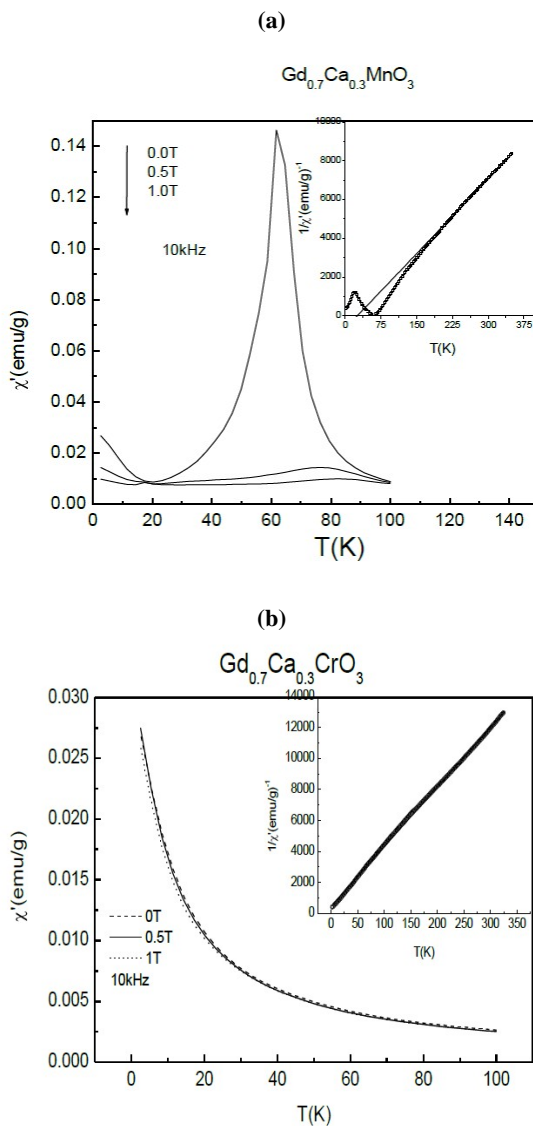 (a)
Gd0.7Ca0.3MnO3
0.14
0.12
0.10
0.08
0.06
0.04
0.02
0.00
χ'(emu/g)
0.0T
0.5T
1.0T
10kHz
10000
8000
6000
4000
2000
0
1/χ'(emu/g)-1
0 75 150 225 300 375
T(K)
0 20 40 60 80 100 120 140
T(K)
(b)
Gd0.7Ca0.3CrO3
0.030
0.025
0.020
0.015
0.010
0.005
0.000
χ'(emu/g)
0T
0.5T
1T
10kHz
14000
12000
10000
8000
6000
4000
2000
0
1/χ'(emu/g)-1
0 50 100 150 200 250 300 350
T(K)
0 20 40 60 80 100
T(K)